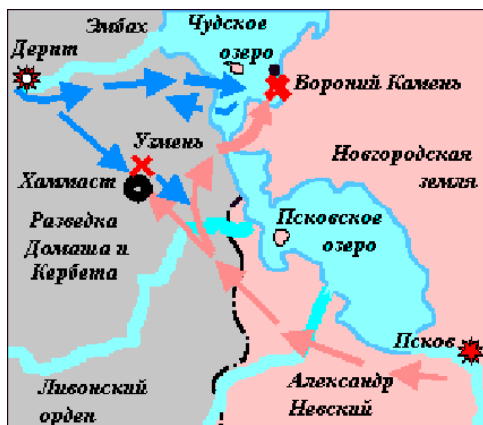 Эмбах
Чудское
озеро
Дерпт
Вороний Камень
Угмень
Хаммаст
Новгородская
земля
Разведка
Домаша и
Кербета
Псковское
озеро
Псков
Ливонский
орден
Александр
Невский